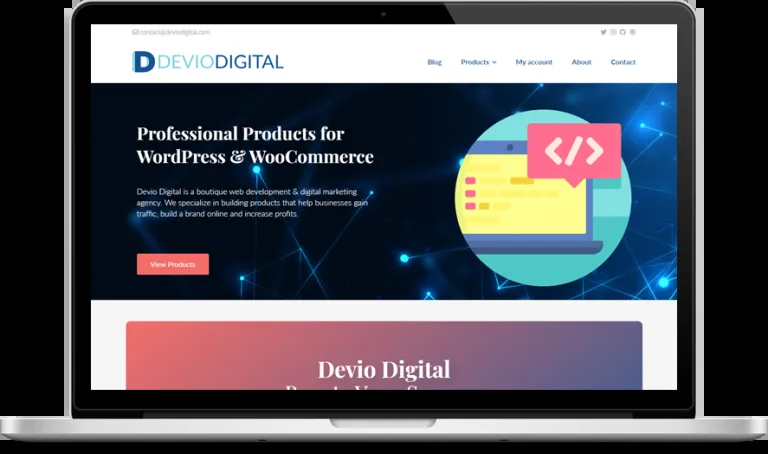 contact@deviodigital.com
DDEVIODIGITAL
Blog
Products
My account
About
Contact
Professional Products for
WordPress & WooCommerce
</>
Devio Digital is a boutique web development & digital marketing
agency. We specialize in building products that help businesses gain
traffic, build a brand online and increase profits.
View Products
Devio Digital